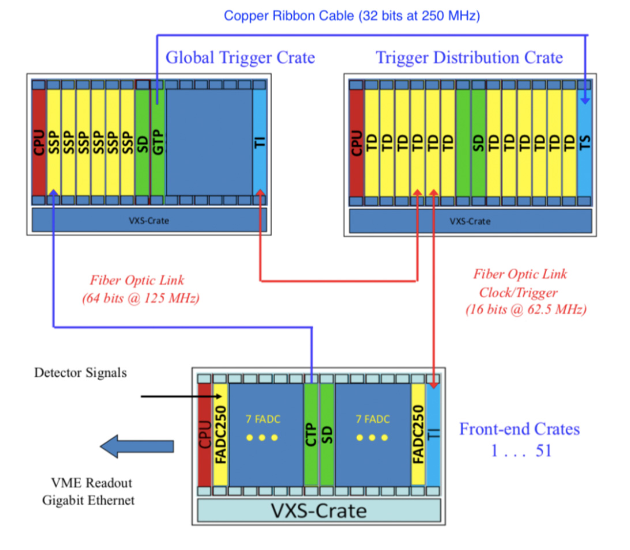 Copper Ribbon Cable (32 bits at 250 MHz)
Global Trigger Crate
Trigger Distribution Crate
CPU
SSP
SSP
SSP
SSP
SSP
SSP
SD
GTP
TI
VXS-Crate
CPU
TD
TD
TD
TD
TD
TD
SD
TD
TD
TD
TD
TD
TD
TS
VXS-Crate
Fiber Optic Link
(64 bits @ 125 MHz)
Fiber Optic Link
Clock/Trigger
(16 bits @ 62.5 MHz)
Detector Signals
CPU
FADC250
7 FADC
CTP
SD
7 FADC
FADC250
TI
VXS-Crate
Front-end Crates
1 . . . 51
VME Readout
Gigabit Ethernet